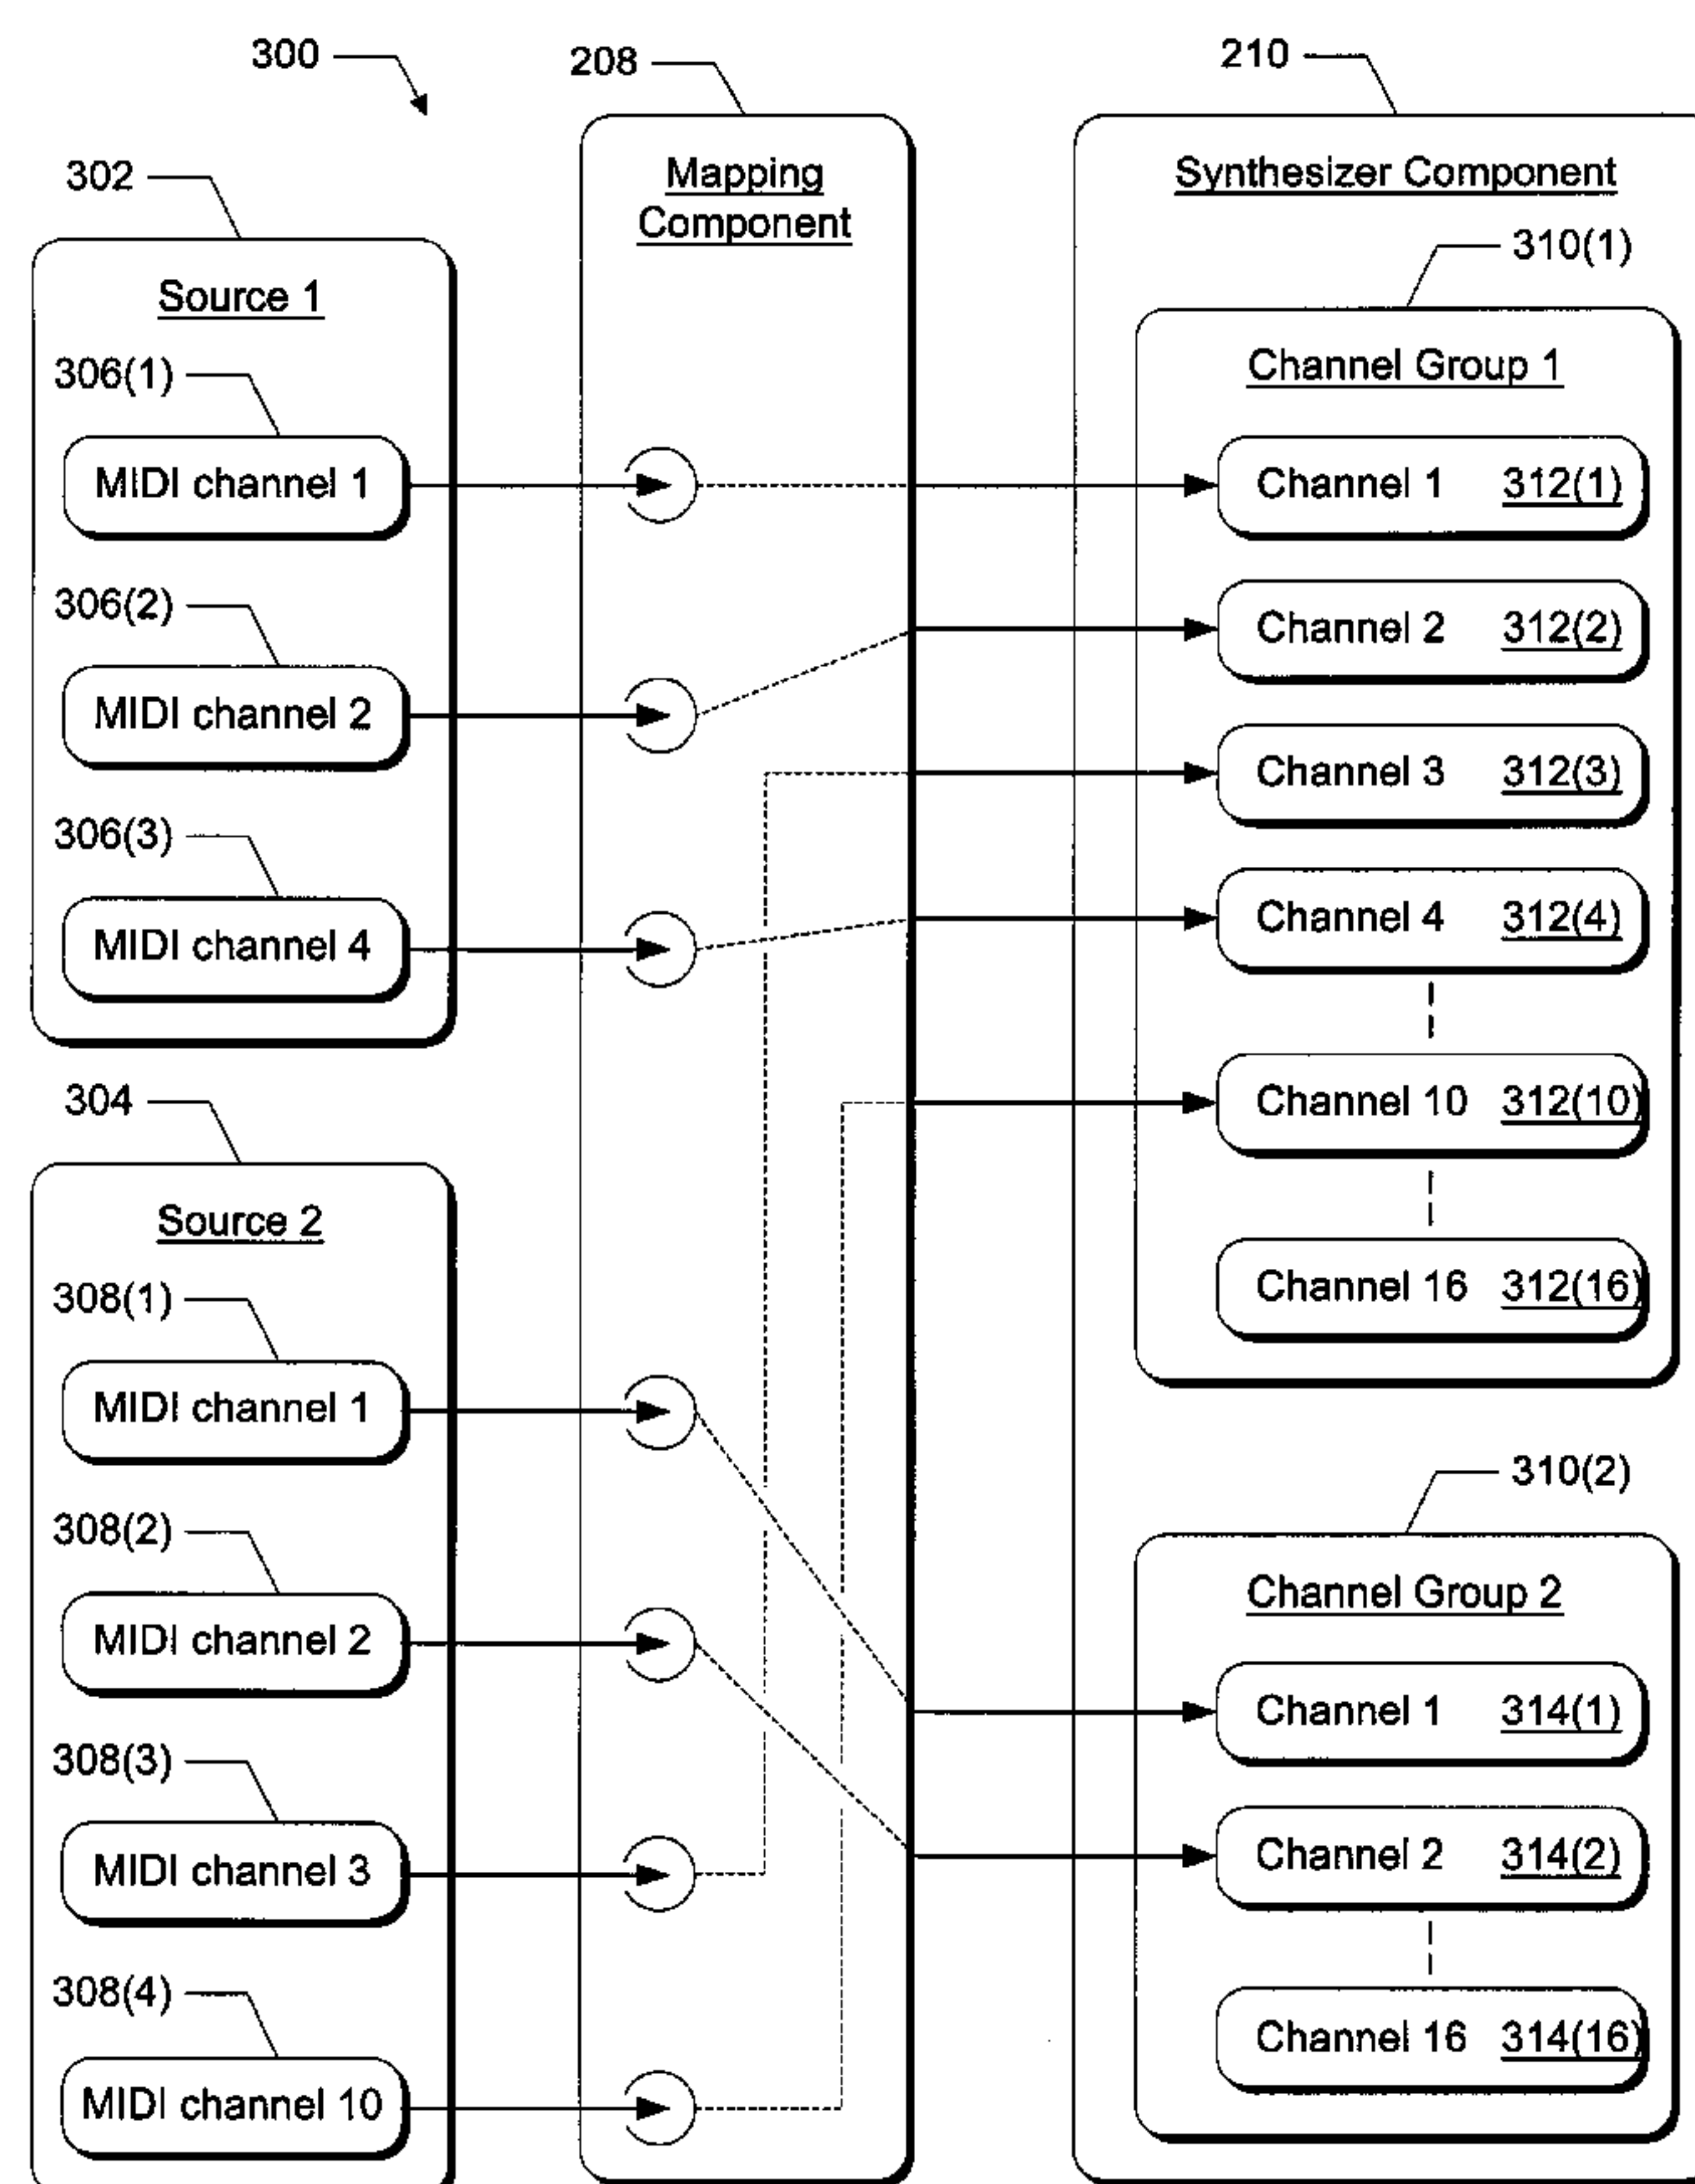 300
208
210
302
Mapping
Component
Synthesizer Component
310(1)
Source 1
Channel Group 1
306(1)
MIDI channel 1
Channel 1 312(1)
306(2)
MIDI channel 2
Channel 2 312(2)
Channel 3 312(3)
306(3)
MIDI channel 4
Channel 4 312(4)
304
Channel 10 312(10)
Source 2
Channel 16 312(16)
308(1)
MIDI channel 1
310(2)
308(2)
MIDI channel 2
Channel Group 2
Channel 1 314(1)
308(3)
MIDI channel 3
Channel 2 314(2)
308(4)
MIDI channel 10
Channel 16 314(16)